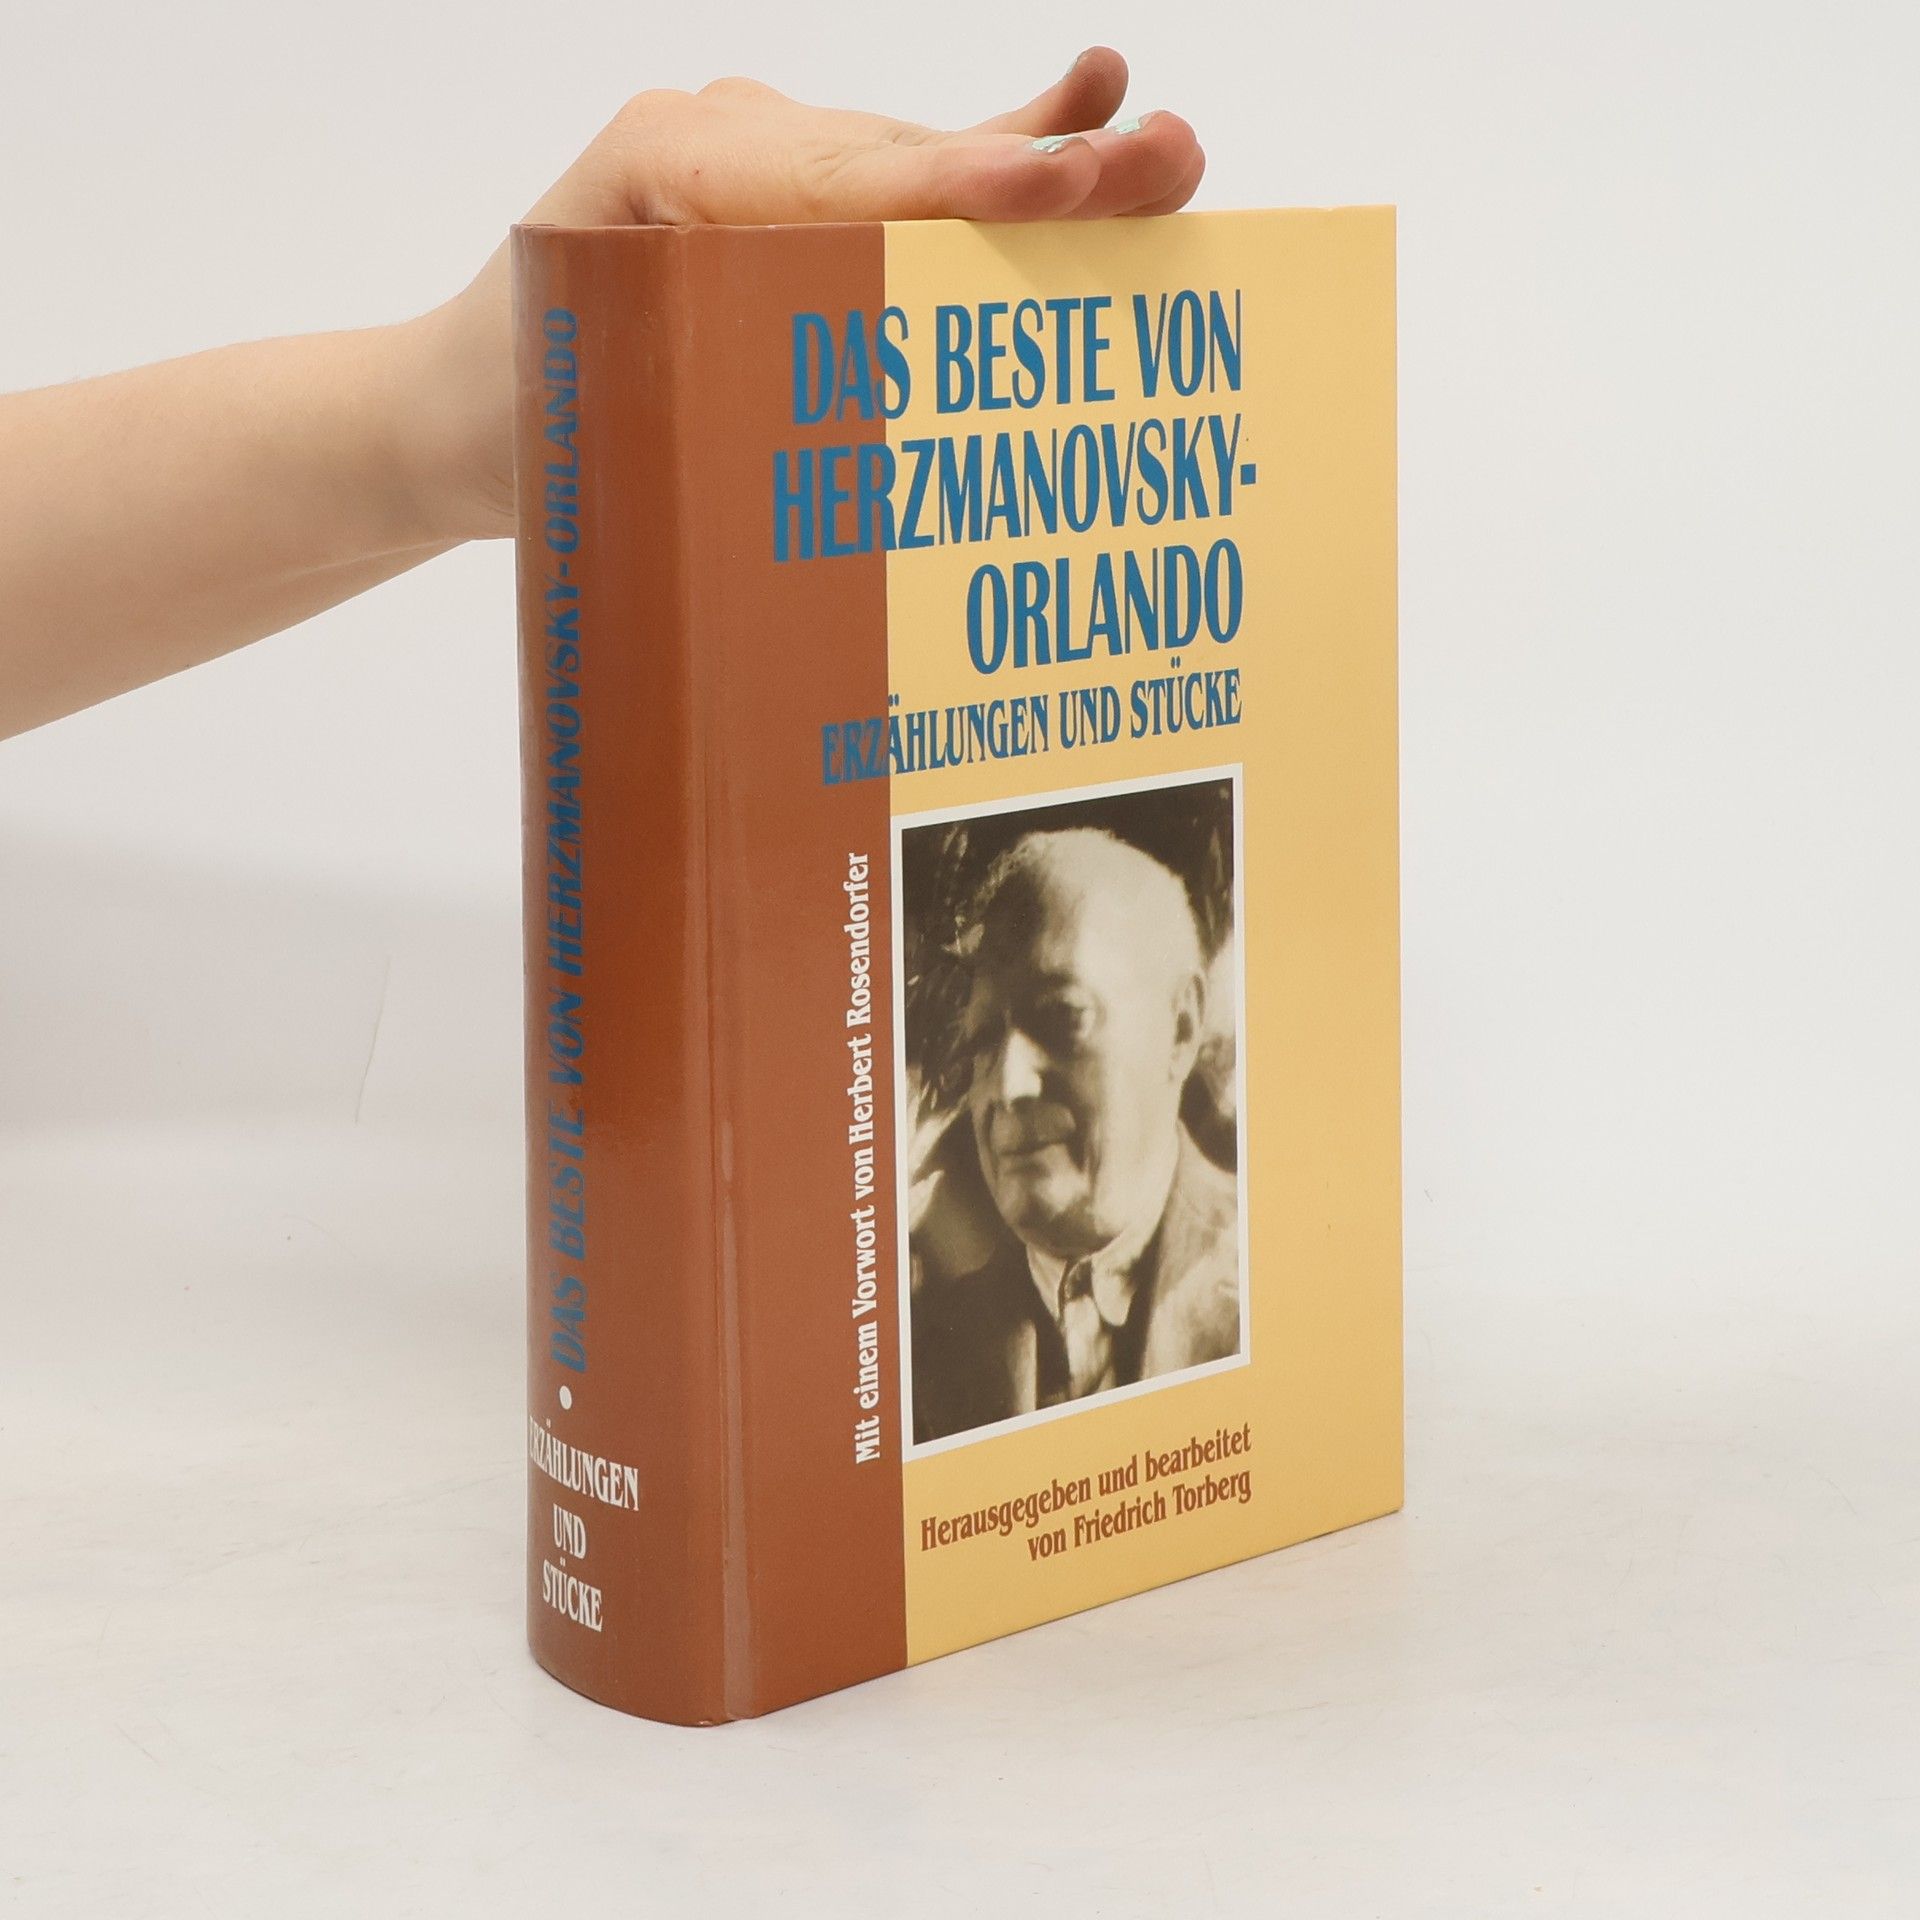 DAS BESTE VON
HERZMANOVSKY-
ORLANDO
ERZÄHLUNGEN UND STÜCKE
Mit einem Vorwort von Herbert Rosendorfer
Herausgegeben und bearbeitet
von Friedrich Torberg
DAS BESTE VON HERZMANOVSKY-ORLANDO
ERZÄHLUNGEN
UND
STÜCKE